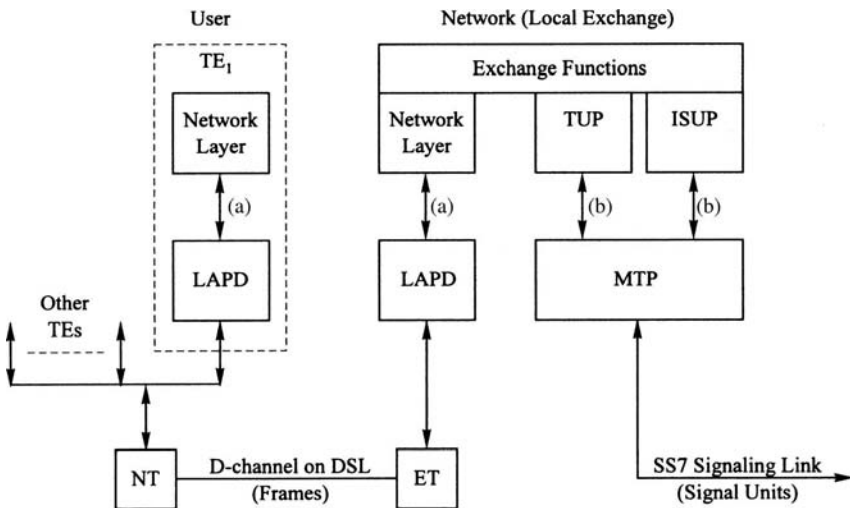 User
Network (Local Exchange)
TE1
Exchange Functions
Network
Layer
Network
Layer
TUP
ISUP
(a)
(a)
(b)
(b)
LAPD
LAPD
MTP
Other
TEs
NT
D-channel on DSL
(Frames)
ET
SS7 Signaling Link
(Signal Units)